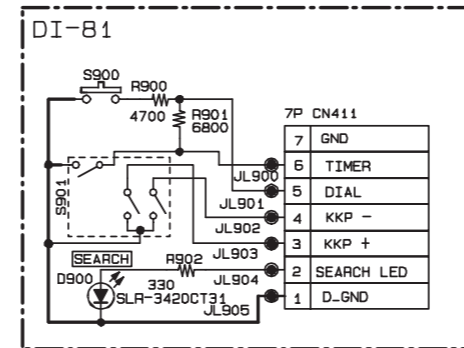 DI-81
S900
R900
4700
R901
6800
7P CN411
7 GND
6 TIMER
JL900
5 DIAL
JL901
S901
4 KKP -
JL902
3 KKP +
JL903
SEARCH
R902
2 SEARCH LED
D900
330
JL904
SLR-342DCT31
1 D_GND
JL905